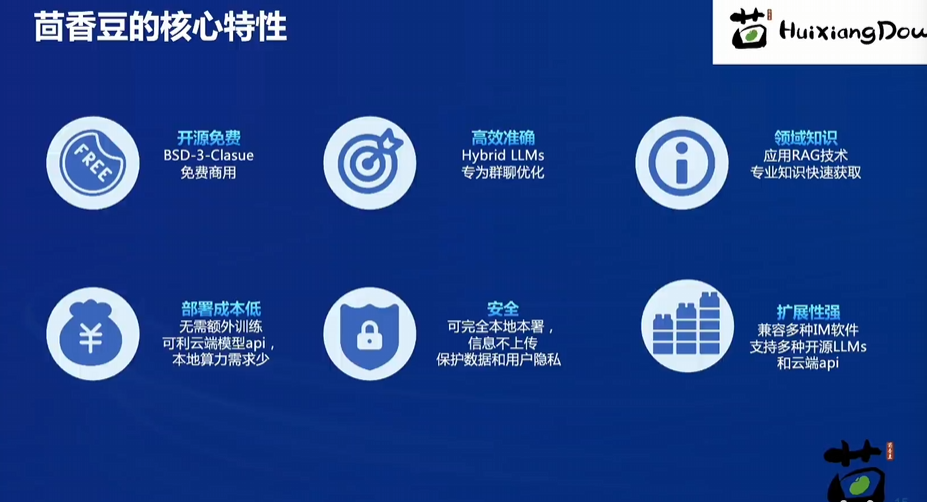 茴香豆的核心特性
茴 HuixiangDou
FREE
开源免费
BSD-3-Clasue
免费商用
高效准确
Hybrid LLMs
专为群聊优化
领域知识
应用RAG技术
专业知识快速获取
¥
部署成本低
无需额外训练
可利云端模型api，
本地算力需求少
安全
可完全本地本署，
信息不上传
保护数据和用户隐私
扩展性强
兼容多种IM软件
支持多种开源LLMs
和云端api
茴